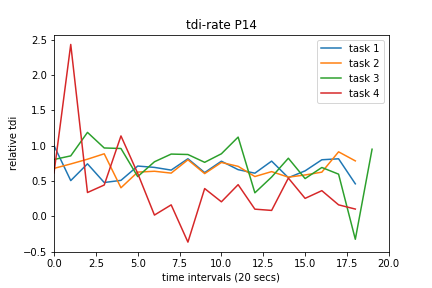 tdi-rate P14
2.5
2.0
1.5
1.0
0.5
0.0
−0.5
relative tdi
task 1
task 2
task 3
task 4
0.0 2.5 5.0 7.5 10.0 12.5 15.0 17.5 20.0
time intervals (20 secs)